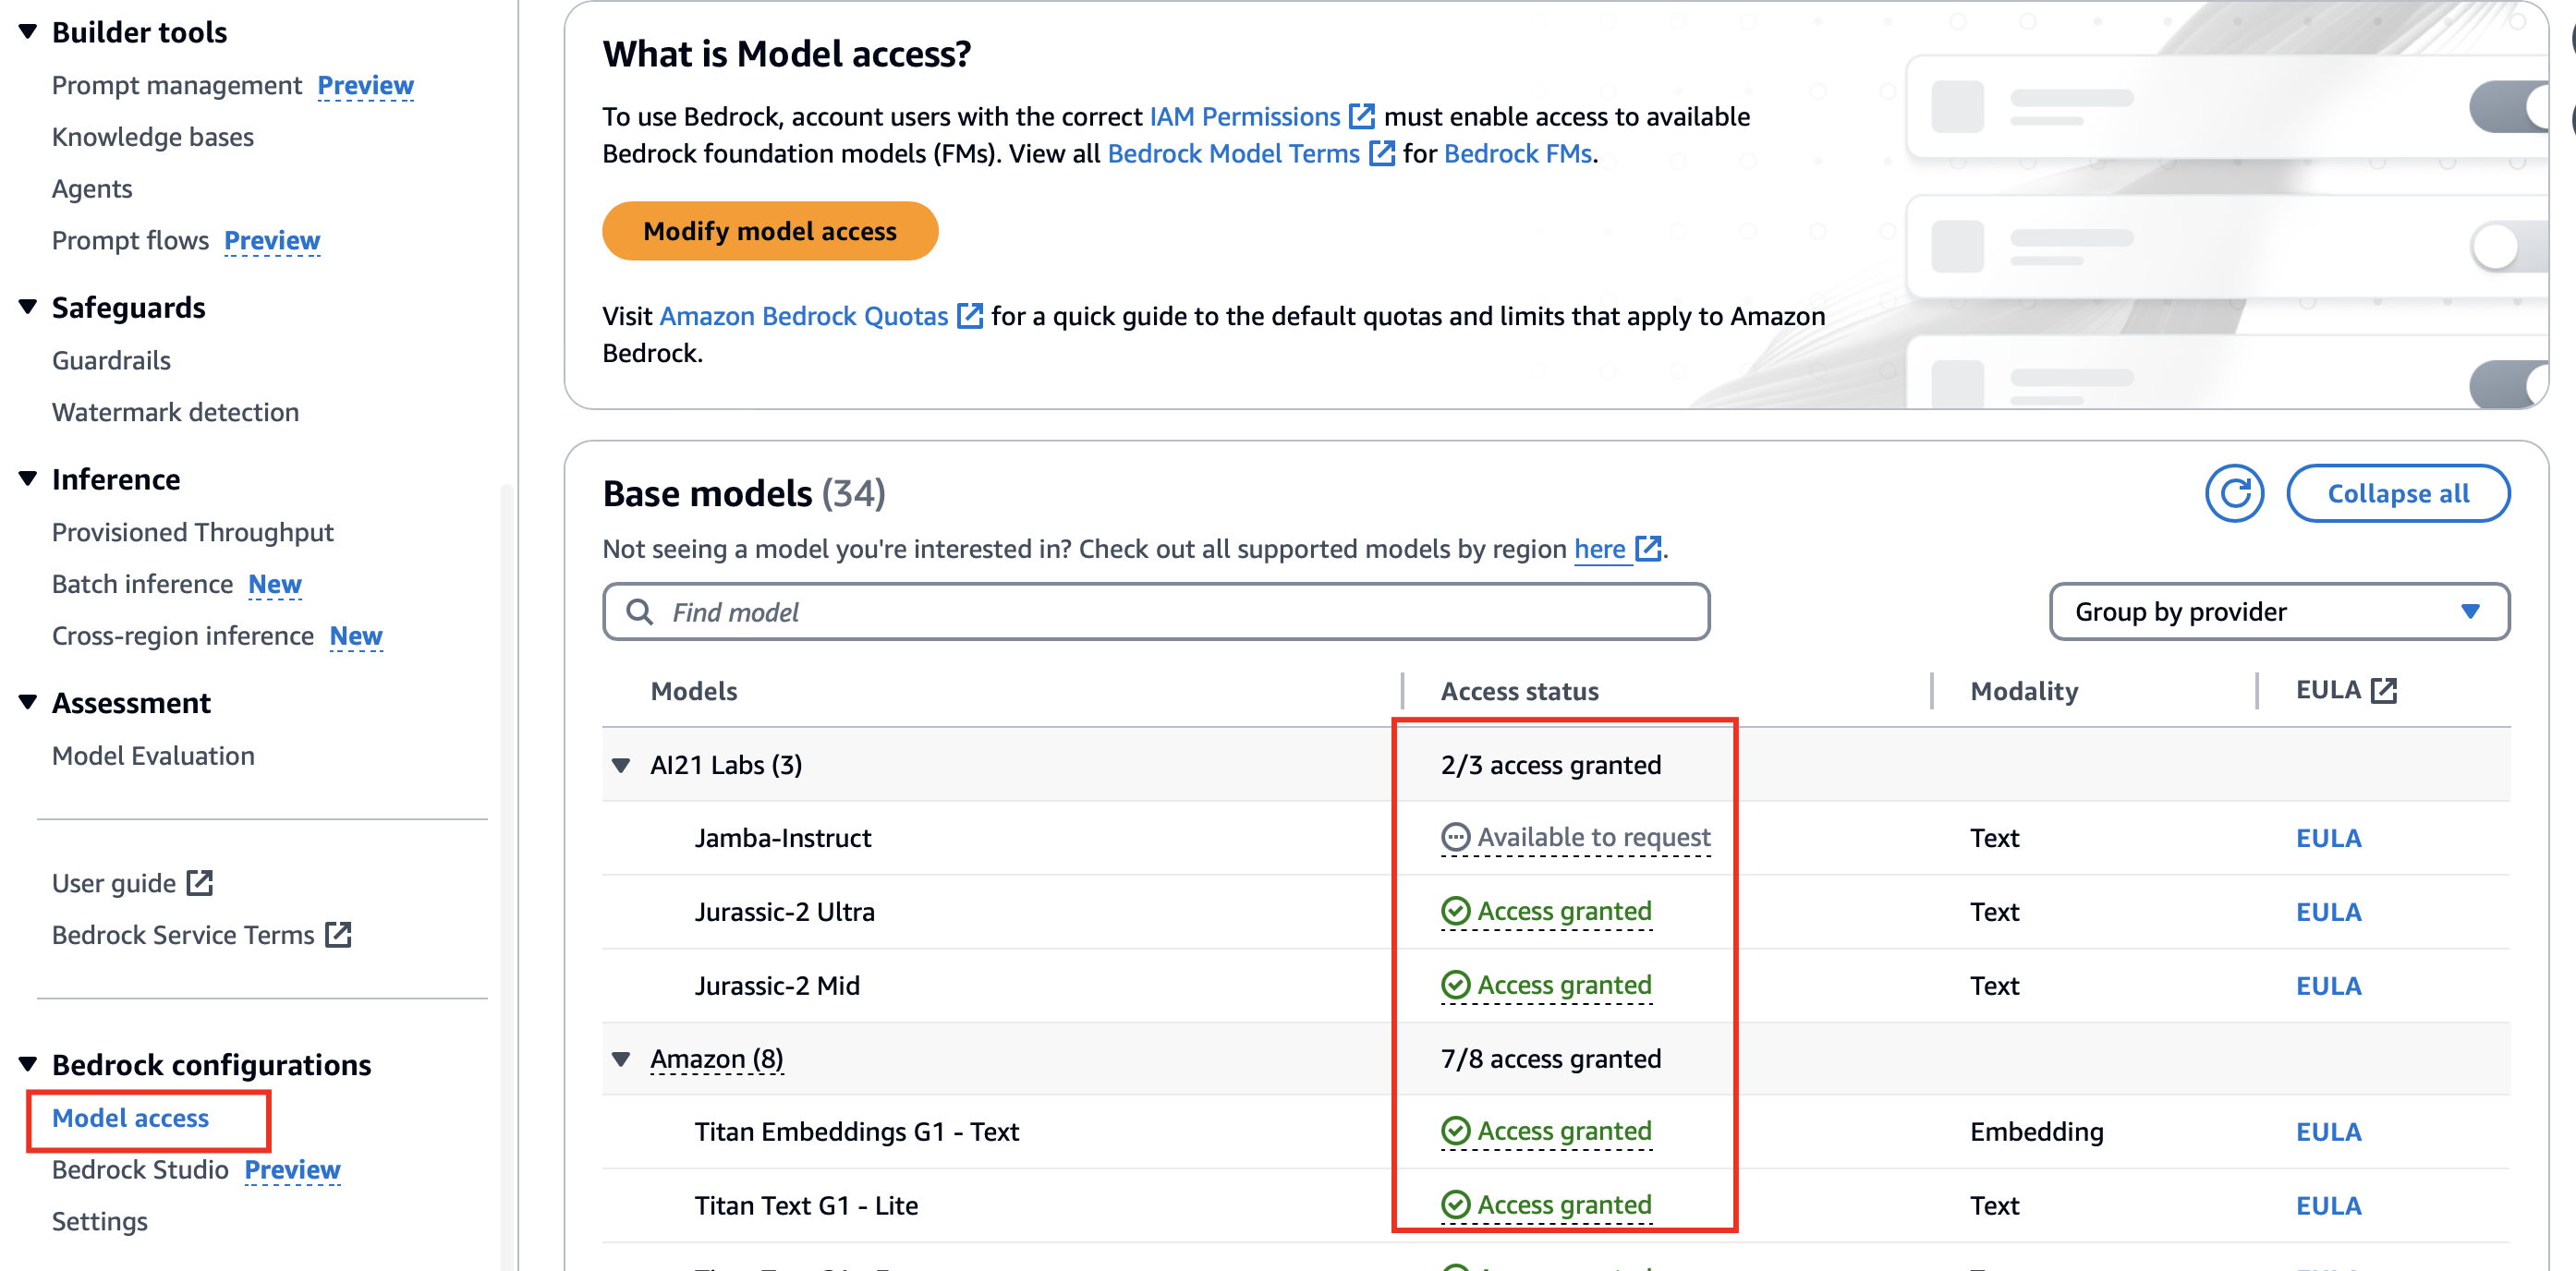 Builder tools
Prompt management Preview
Knowledge bases
Agents
Prompt flows Preview
Safeguards
Guardrails
Watermark detection
Inference
Provisioned Throughput
Batch inference New
Cross-region inference New
Assessment
Model Evaluation
User guide
Bedrock Service Terms
Bedrock configurations
Model access
Bedrock Studio Preview
Settings
What is Model access?
To use Bedrock, account users with the correct IAM Permissions must enable access to available
Bedrock foundation models (FMs). View all Bedrock Model Terms for Bedrock FMs.
Modify model access
Visit Amazon Bedrock Quotas for a quick guide to the default quotas and limits that apply to Amazon
Bedrock.
Base models (34)
Collapse all
Not seeing a model you're interested in? Check out all supported models by region here.
Find model
Group by provider
Models Access status Modality EULA
AI21 Labs (3) 2/3 access granted
Jamba-Instruct Available to request Text EULA
Jurassic-2 Ultra Access granted Text EULA
Jurassic-2 Mid Access granted Text EULA
Amazon (8) 7/8 access granted
Titan Embeddings G1 - Text Access granted Embedding EULA
Titan Text G1 - Lite Access granted Text EULA